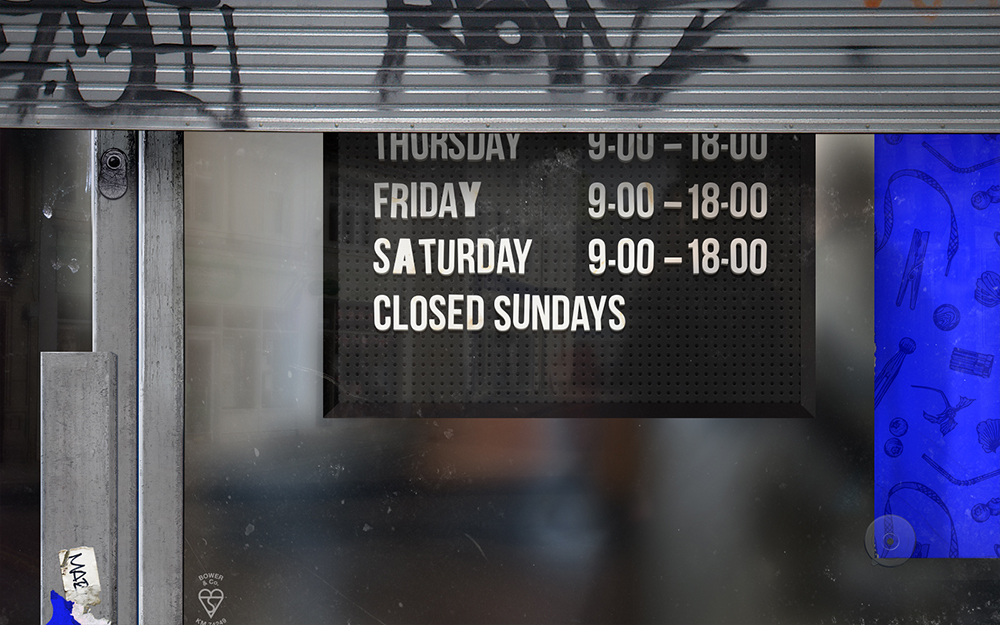 THURSDAY 9-00 – 18-00
FRIDAY 9-00 – 18-00
SATURDAY 9-00 – 18-00
CLOSED SUNDAYS
BOWER
& Co.